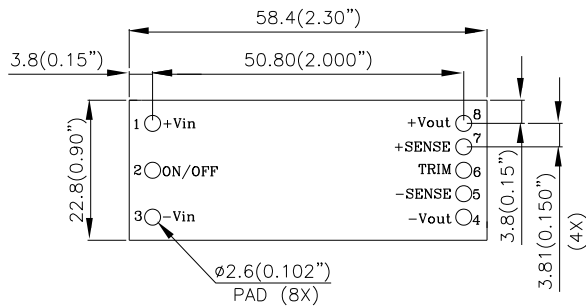 58.4(2.30")
3.8(0.15")
50.80(2.000")
1 +Vin
+Vout 8
+SENSE 7
2 ON/OFF
TRIM 6
-SENSE 5
3 -Vin
-Vout 4
22.8(0.90")
3.8(0.15")
3.81(0.150")
(4X)
ø2.6(0.102")
PAD (8X)